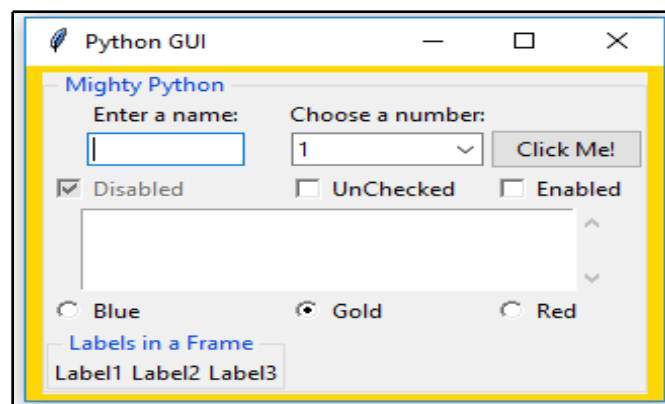 Python GUI
Mighty Python
Enter a name: Choose a number:
1 Click Me!
Disabled UnChecked Enabled
Blue Gold Red
Labels in a Frame
Label1 Label2 Label3